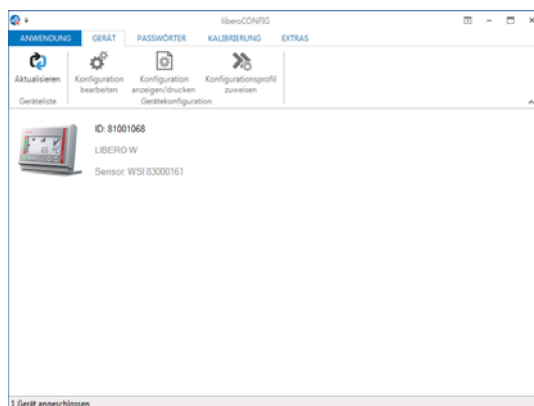 liberoCONFIG
ANWENDUNG GERÄT PASSWÖRTER KALIBRIERUNG EXTRAS
Aktualisieren
Konfiguration bearbeiten
Konfiguration anzeigen/drucken
Konfigurationsprofil zuweisen
Geräteliste
Gerätekonfiguration
ID: 81001068
LIBERO W
Sensor: WSI 83000161
1 Gerät angeschlossen